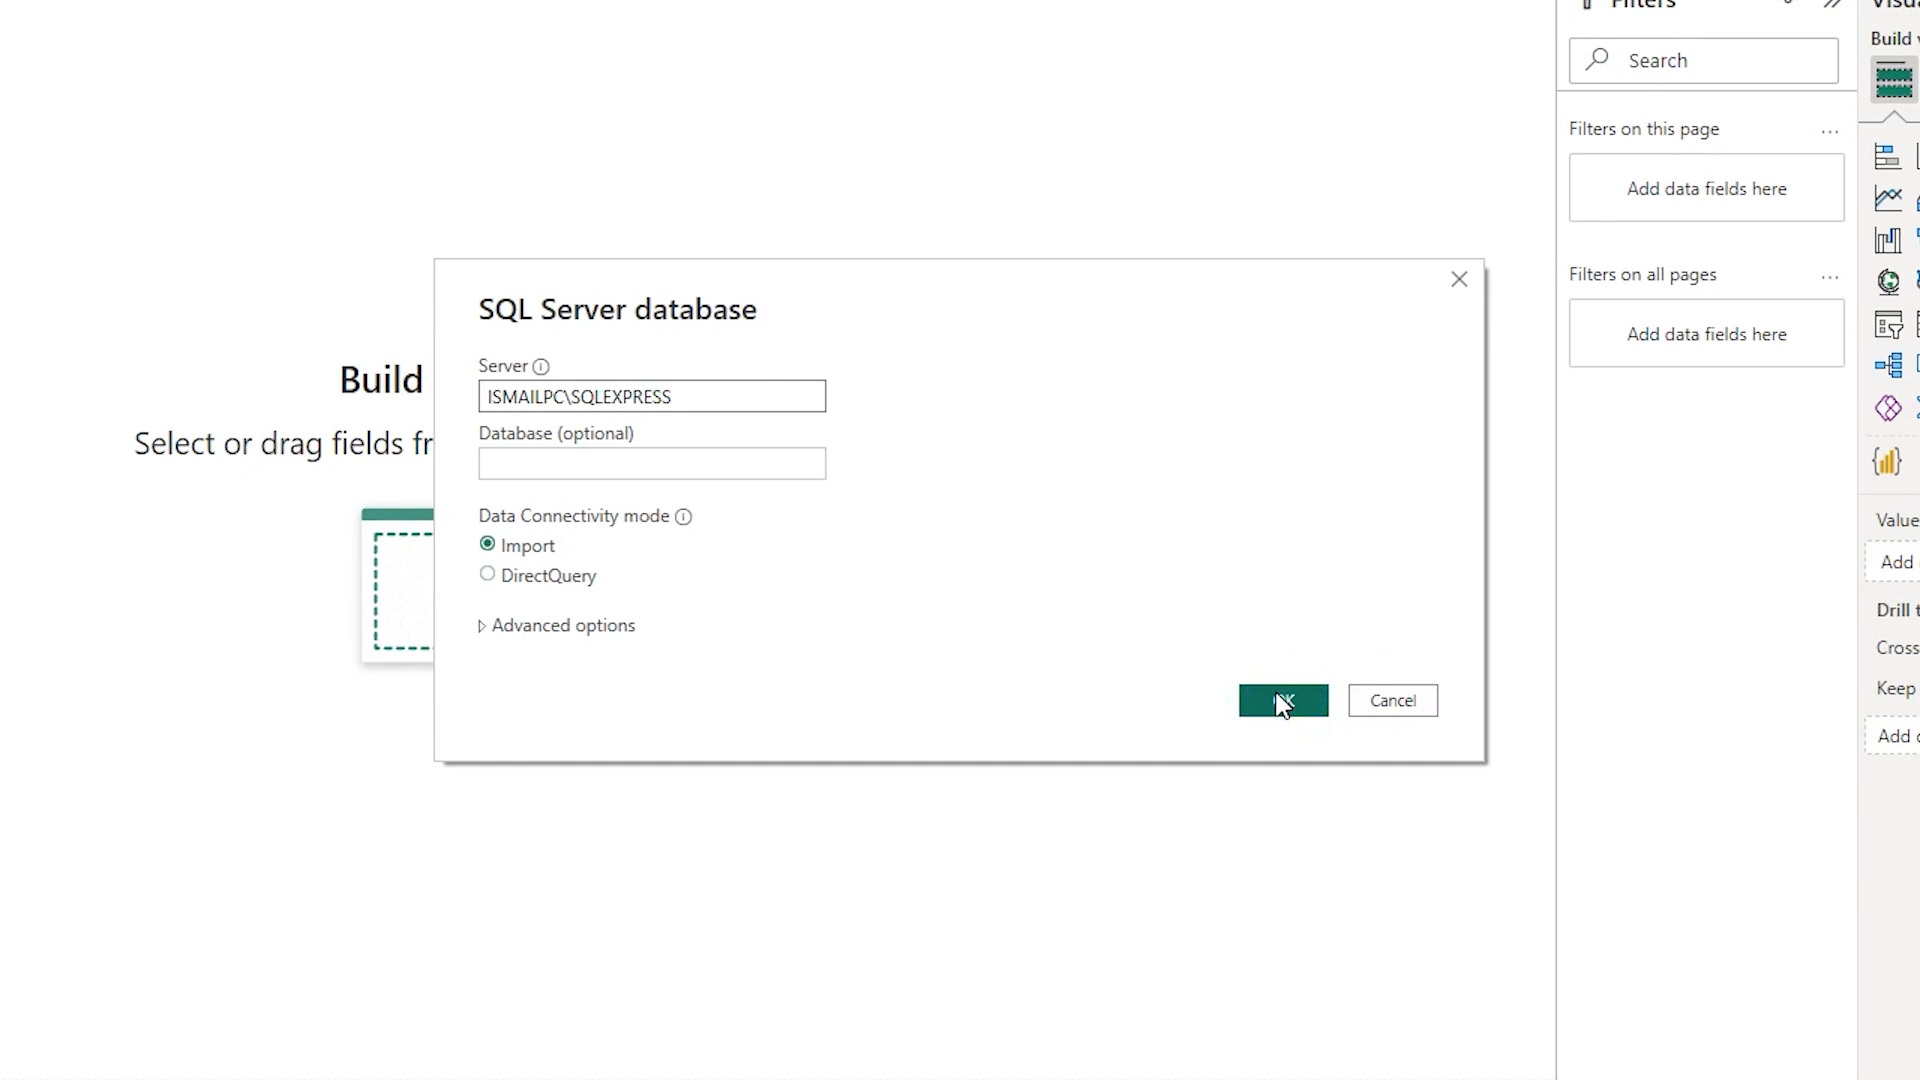 Filters
Search
Build
Filters on this page
...
Add data fields here
Filters on all pages
...
Add data fields here
SQL Server database
Server
ISMAILPC\SQLEXPRESS
Database (optional)
Data Connectivity mode
Import
DirectQuery
Advanced options
Cancel
Build
Select or drag fields
Add
Drill
Cross
Keep
Add